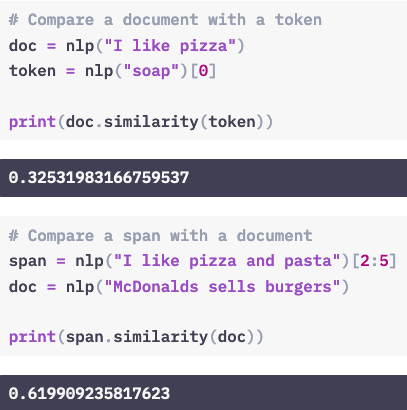 # Compare a document with a token
doc = nlp("I like pizza")
token = nlp("soap")[0]
print(doc.similarity(token))
0.32531983166759537
# Compare a span with a document
span = nlp("I like pizza and pasta")[2:5]
doc = nlp("McDonalds sells burgers")
print(span.similarity(doc))
0.619909235817623